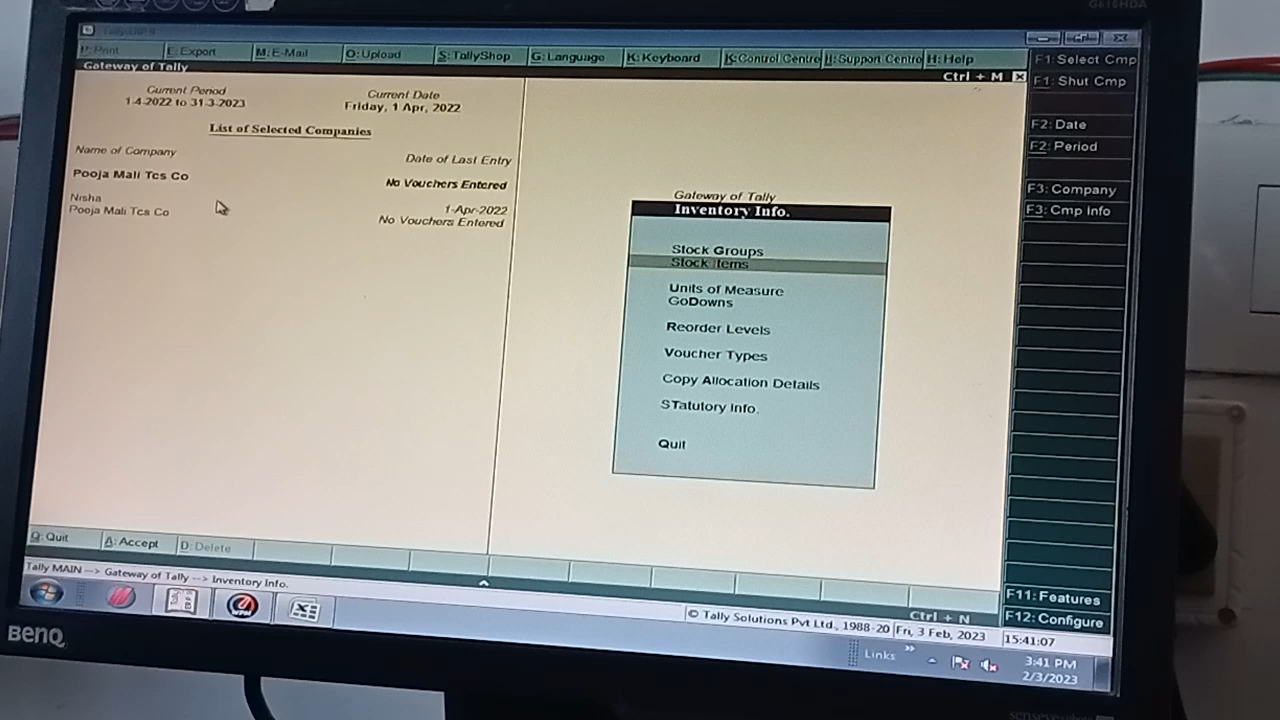 G610HDA
Tally.ERP 9
P: Print E: Export M: E-Mail O: Upload S: TallyShop G: Language K: Keyboard K: Control Centre H: Support Centre H: Help
Gateway of Tally Ctrl + M
Current Period Current Date
1-4-2022 to 31-3-2023 Friday, 1 Apr, 2022
List of Selected Companies
Name of Company Date of Last Entry
Pooja Mali Tcs Co No Vouchers Entered
Nisha 1-Apr-2022
Pooja Mali Tcs Co No Vouchers Entered
Gateway of Tally
Inventory Info.
Stock Groups
Stock Items
Units of Measure
GoDowns
Reorder Levels
Voucher Types
Copy Allocation Details
STatutory Info.
Quit
F1: Select Cmp
F1: Shut Cmp
F2: Date
F2: Period
F3: Company
F3: Cmp Info
F11: Features
F12: Configure
Q: Quit A: Accept D: Delete
Tally MAIN --> Gateway of Tally --> Inventory Info.
© Tally Solutions Pvt Ltd., 1988-20 Fri, 3 Feb, 2023 15:41:07
Ctrl + N
Links
3:41 PM
2/3/2023
BenQ